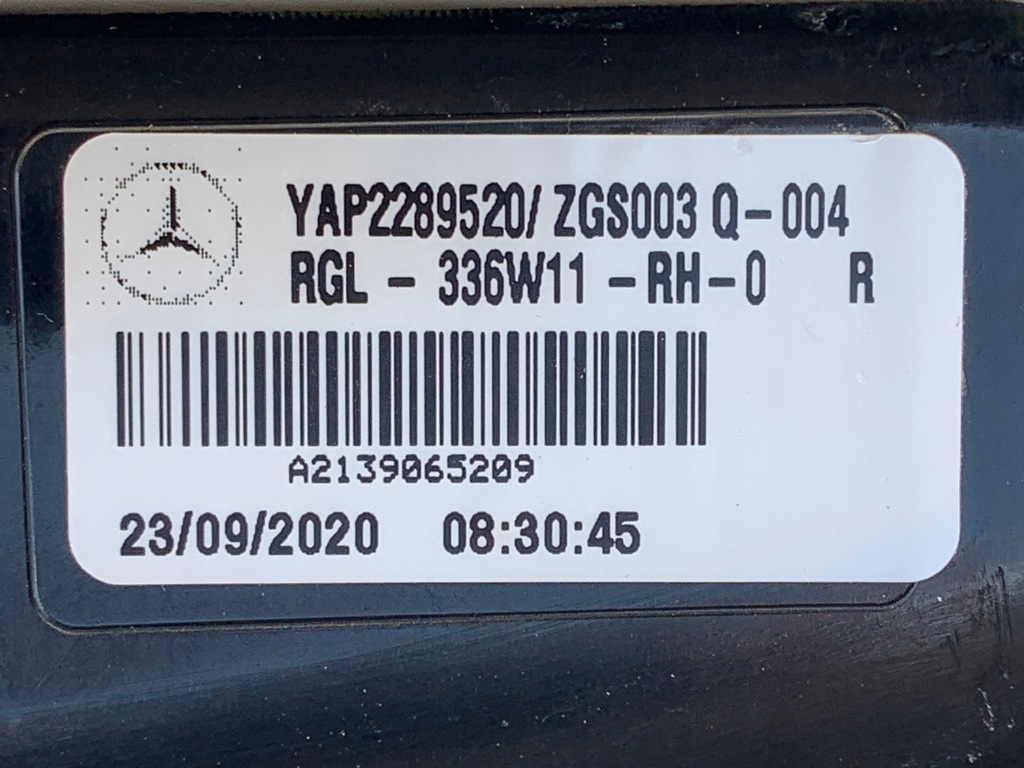 YAP2289520/ ZGS003 Q-004
RGL - 336W11 -RH-0 R
A2139065209
23/09/2020 08:30:45